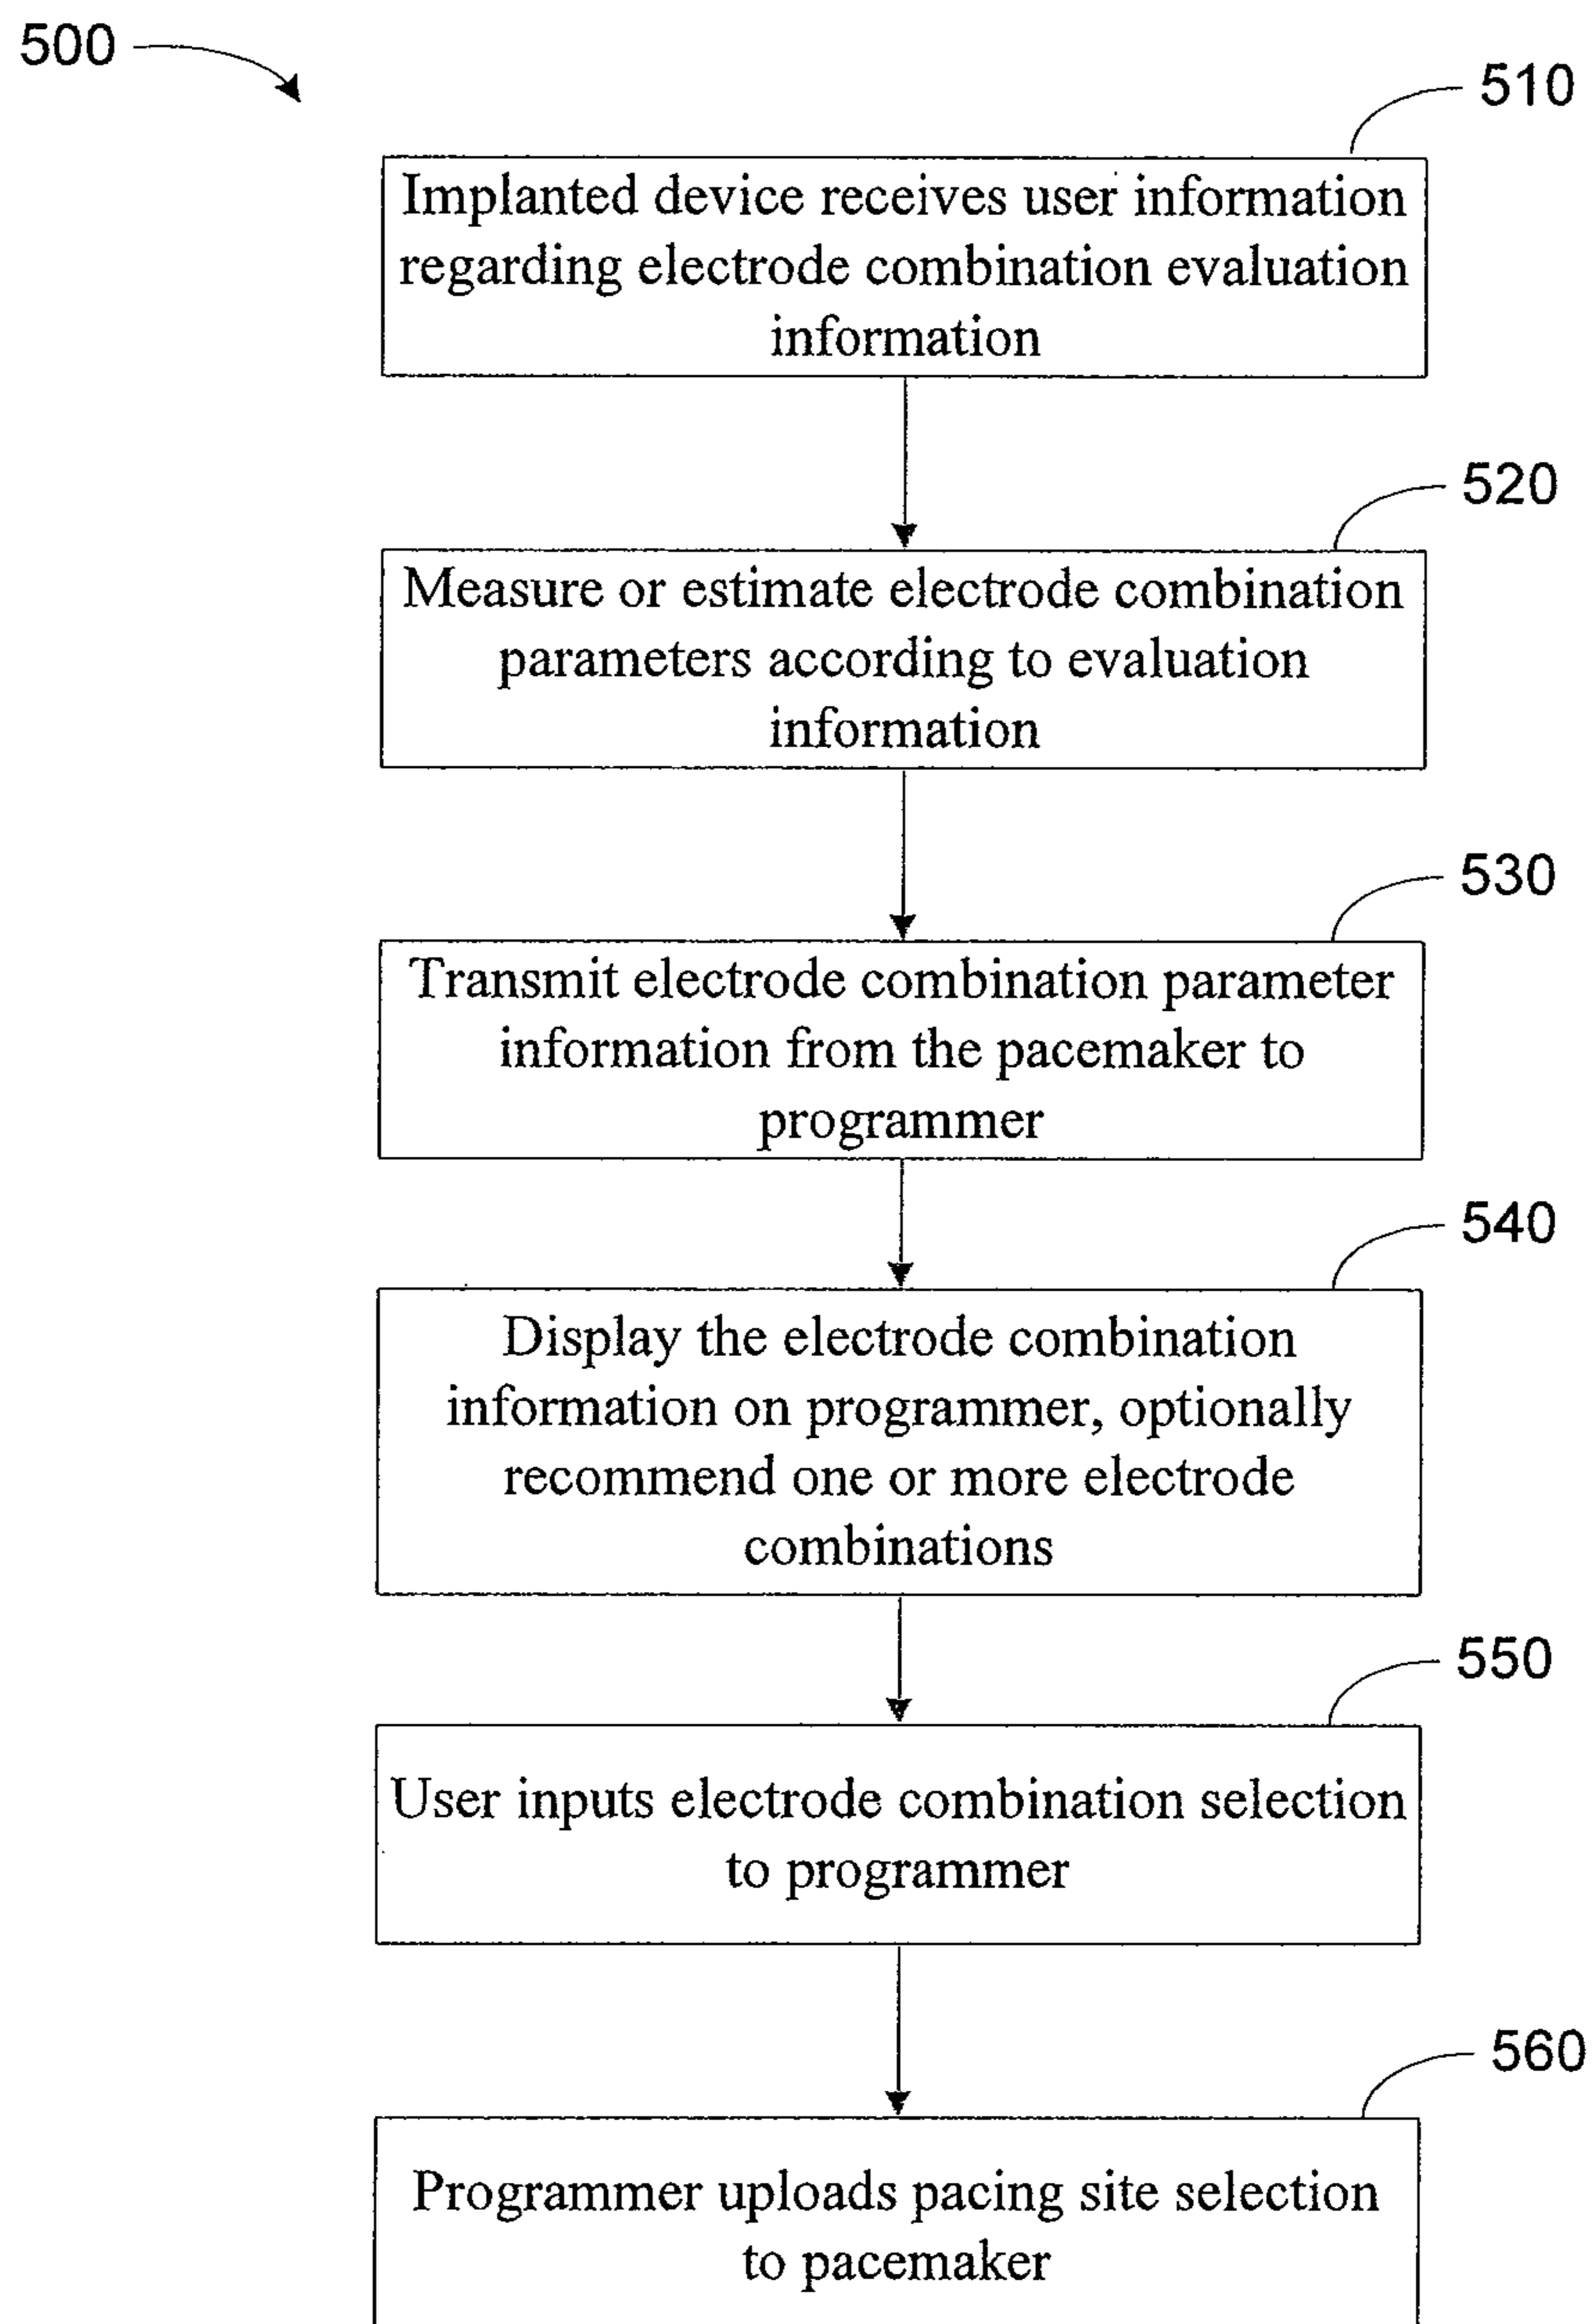 500
510
Implanted device receives user information
regarding electrode combination evaluation
information
520
Measure or estimate electrode combination
parameters according to evaluation
information
530
Transmit electrode combination parameter
information from the pacemaker to
programmer
540
Display the electrode combination
information on programmer, optionally
recommend one or more electrode
combinations
550
User inputs electrode combination selection
to programmer
560
Programmer uploads pacing site selection
to pacemaker